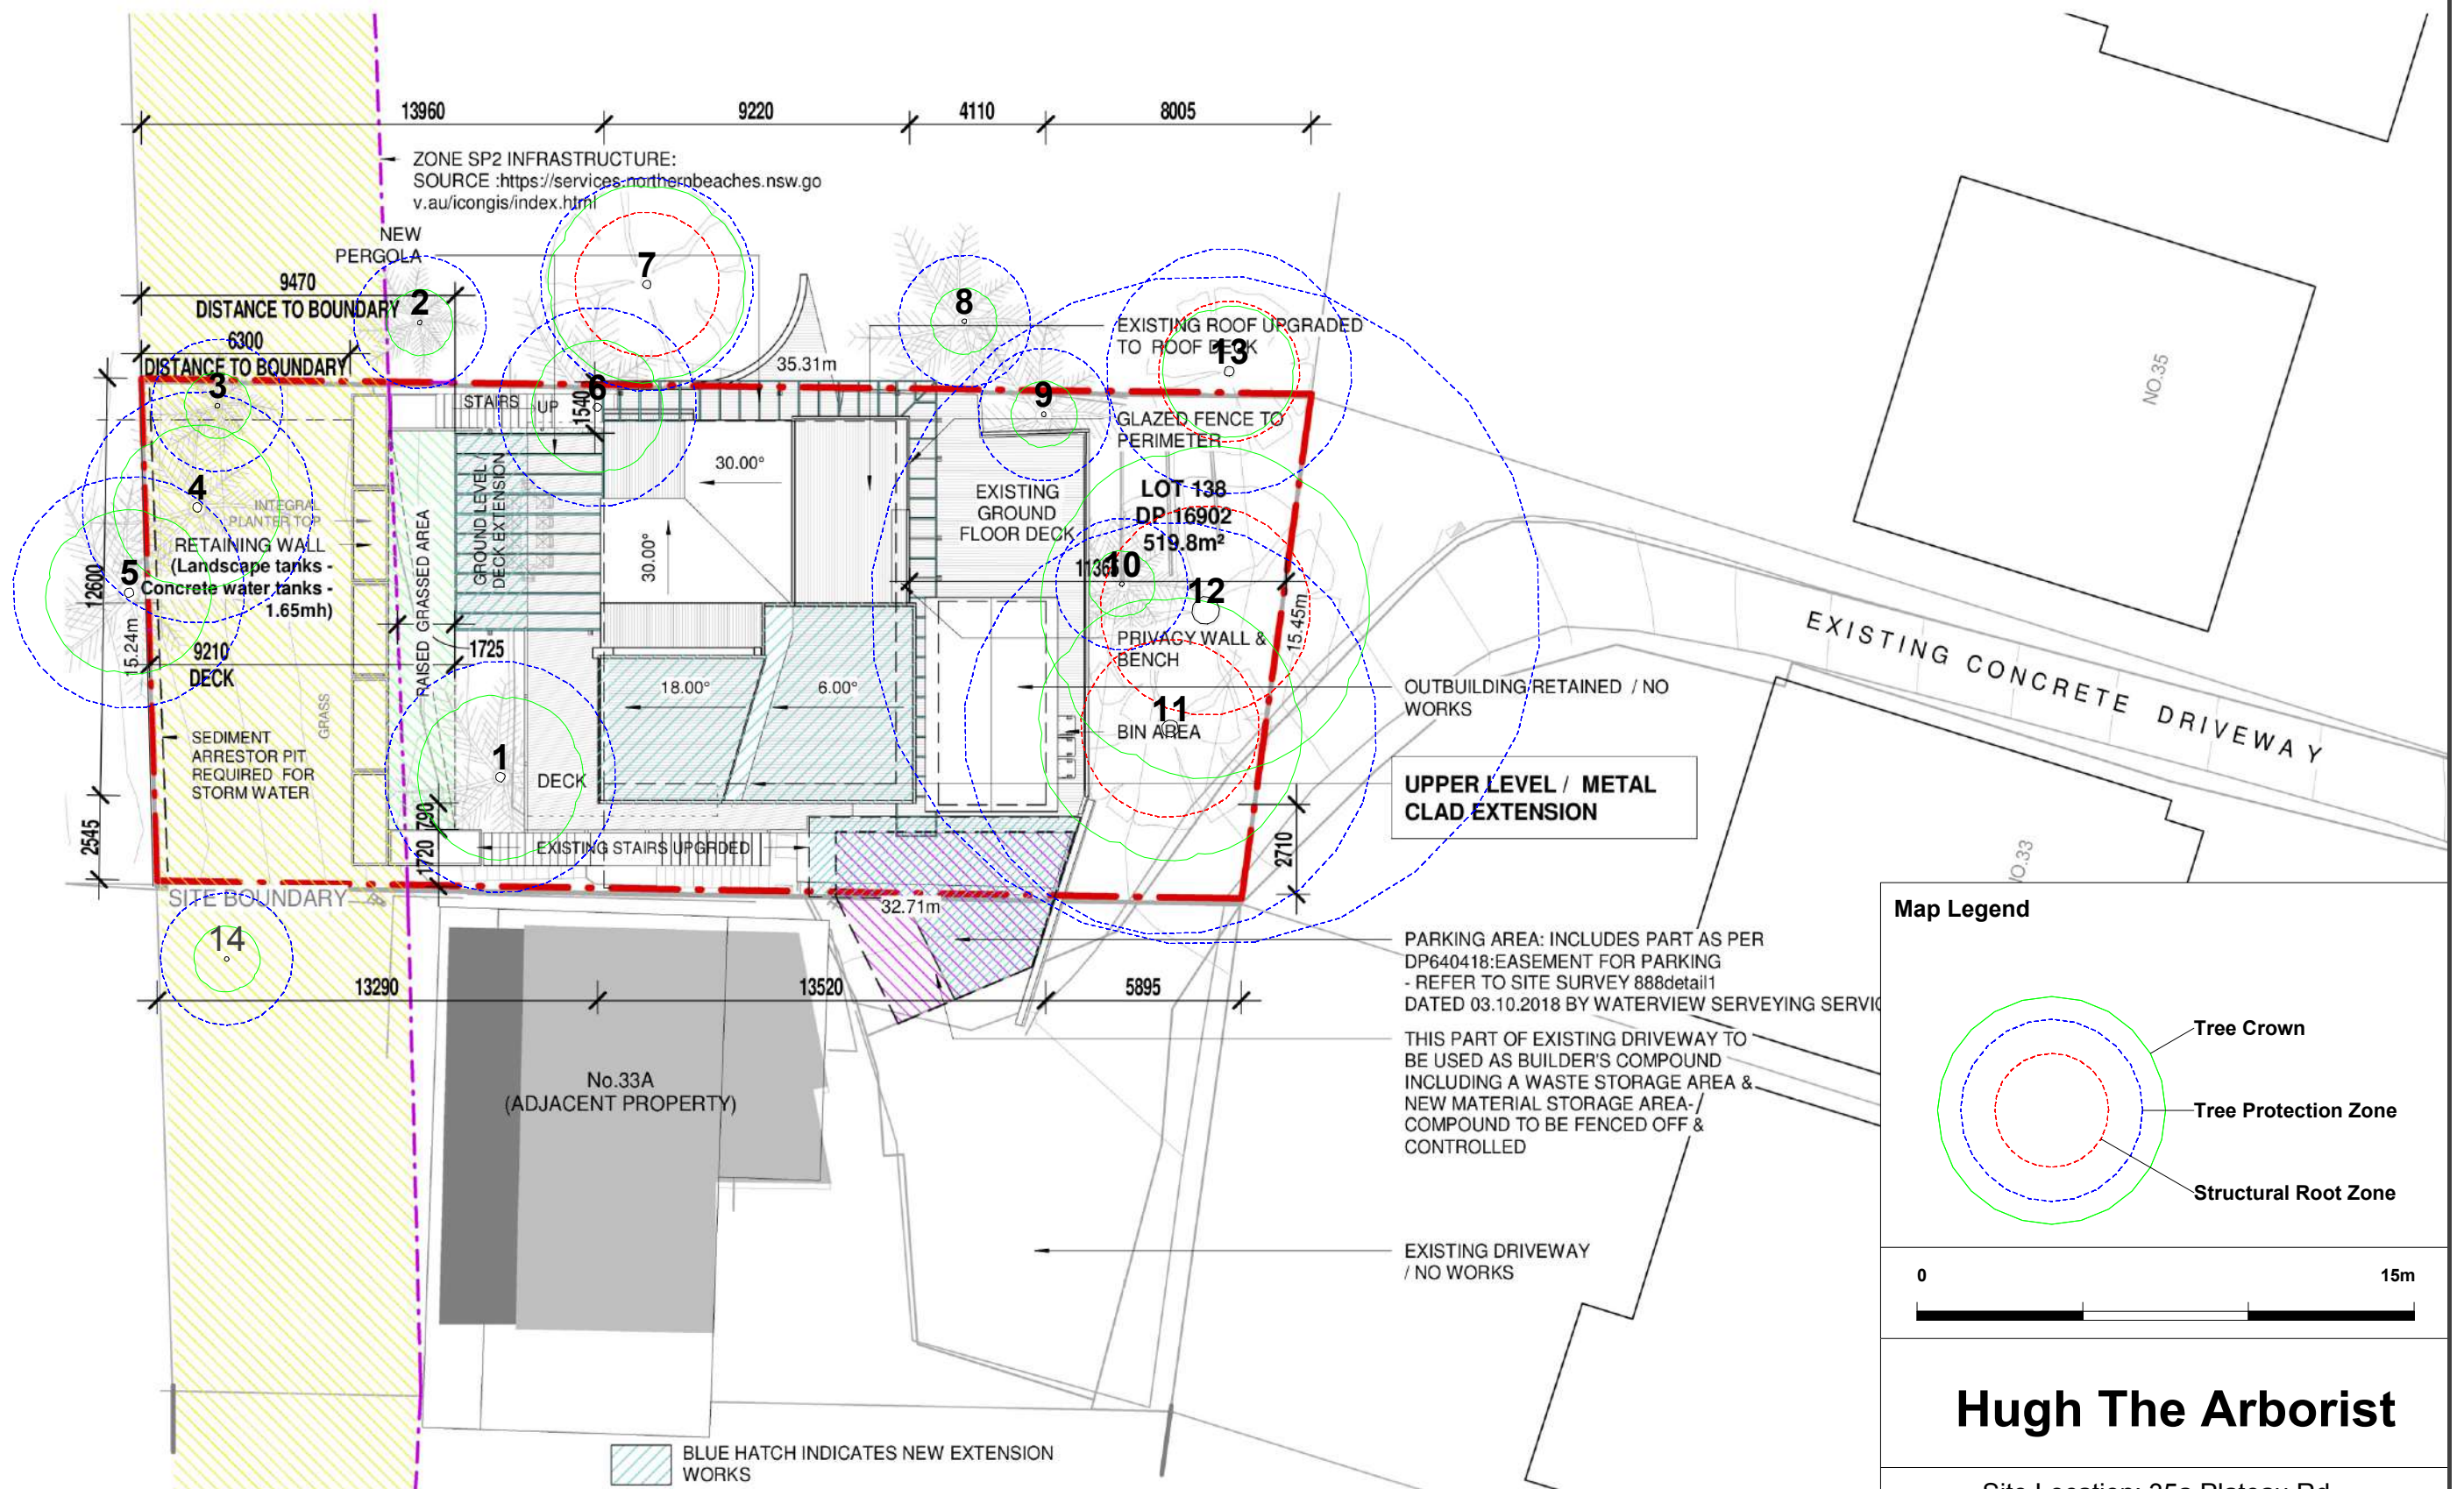 13960
9220
4110
8005
ZONE SP2 INFRASTRUCTURE:
SOURCE :https://services.northernbeaches.nsw.go
v.au/icongis/index.html
NEW
PERGOLA
9470
DISTANCE TO BOUNDARY
6300
DISTANCE TO BOUNDARY
2
7
8
13
3
6
9
35.31m
EXISTING ROOF UPGRADED
TO ROOF DECK
STAIRS
UP
1540
GLAZED FENCE TO
PERIMETER
30.00°
30.00°
4
INTEGRAL
PLANTER TOP
RETAINING WALL
(Landscape tanks -
Concrete water tanks -
1.65mh)
5
12600
15.24m
RAISED GRASSED AREA
GROUND LEVEL /
DECK EXTENSION
EXISTING
GROUND
FLOOR DECK
LOT 138
DP 16902
519.8m²
10
12
15.45m
PRIVACY WALL &
BENCH
11
BIN AREA
9210
DECK
1725
18.00°
6.00°
GRASS
SEDIMENT
ARRESTOR PIT
REQUIRED FOR
STORM WATER
1
DECK
790
1720
2545
EXISTING STAIRS UPGRDED
2710
OUTBUILDING RETAINED / NO
WORKS
UPPER LEVEL / METAL
CLAD EXTENSION
EXISTING CONCRETE DRIVEWAY
NO.35
NO.33
SITE BOUNDARY
32.71m
14
13290
13520
5895
No.33A
(ADJACENT PROPERTY)
PARKING AREA: INCLUDES PART AS PER
DP640418:EASEMENT FOR PARKING
- REFER TO SITE SURVEY 888detail1
DATED 03.10.2018 BY WATERVIEW SERVEYING SERVIC
THIS PART OF EXISTING DRIVEWAY TO
BE USED AS BUILDER'S COMPOUND
INCLUDING A WASTE STORAGE AREA &
NEW MATERIAL STORAGE AREA-
COMPOUND TO BE FENCED OFF &
CONTROLLED
EXISTING DRIVEWAY
/ NO WORKS
BLUE HATCH INDICATES NEW EXTENSION
WORKS
Map Legend
Tree Crown
Tree Protection Zone
Structural Root Zone
0
15m
Hugh The Arborist
Site Location: 35a Plateau Rd